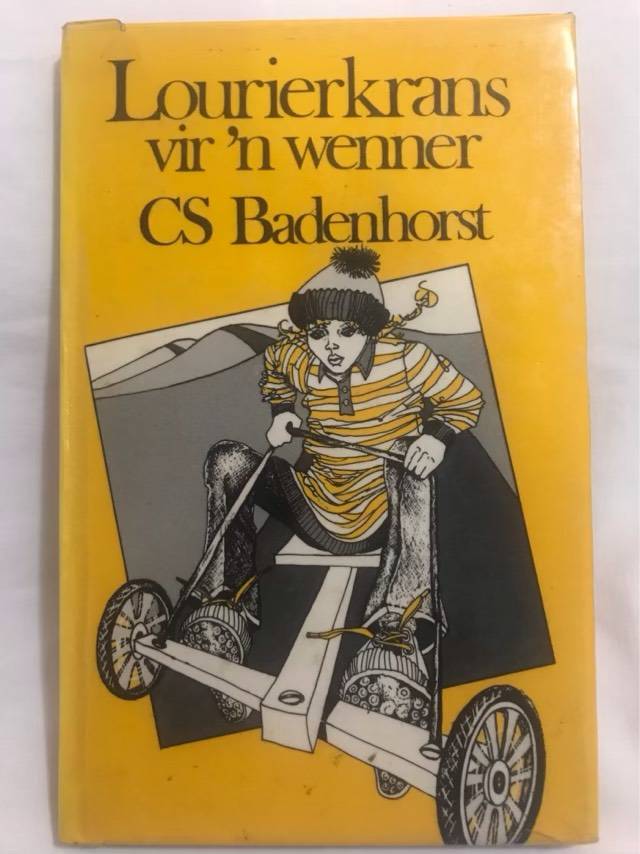 Lourierkrans
vir 'n wenner
CS Badenhorst